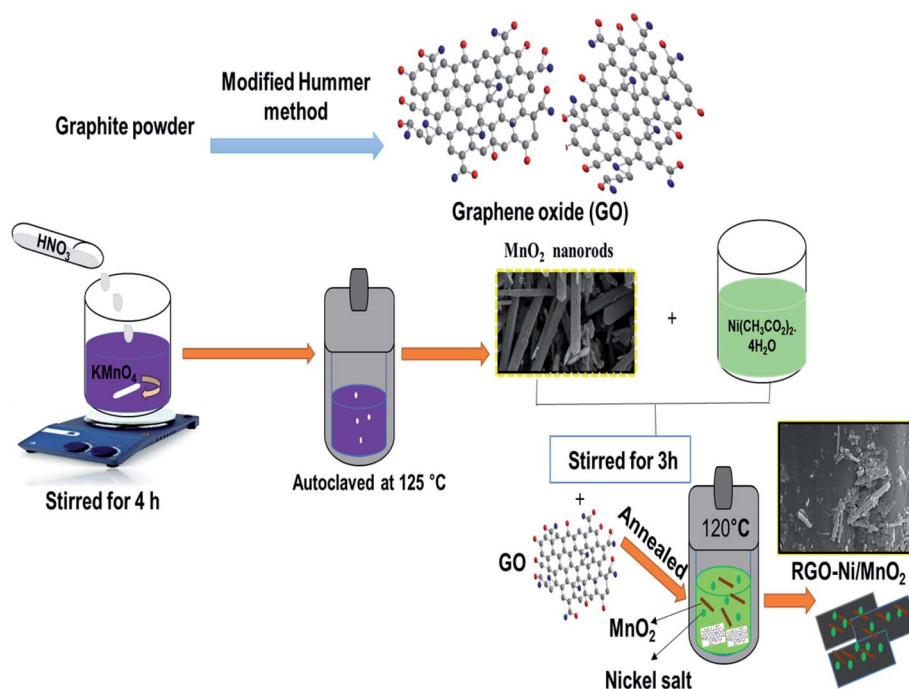 Modified Hummer
method
Graphite powder
Graphene oxide (GO)
HNO₃
KMnO₄
Stirred for 4 h
Autoclaved at 125 °C
MnO₂ nanorods
+
Ni(CH₃CO₂)₂.
4H₂O
Stirred for 3h
+
GO
Annealed
120°C
MnO₂
Nickel salt
RGO-Ni/MnO₂